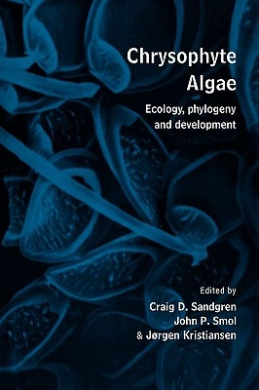 Chrysophyte
Algae
Ecology, phylogeny
and development
Edited by
Craig D. Sandgren
John P. Smol
& Jørgen Kristiansen